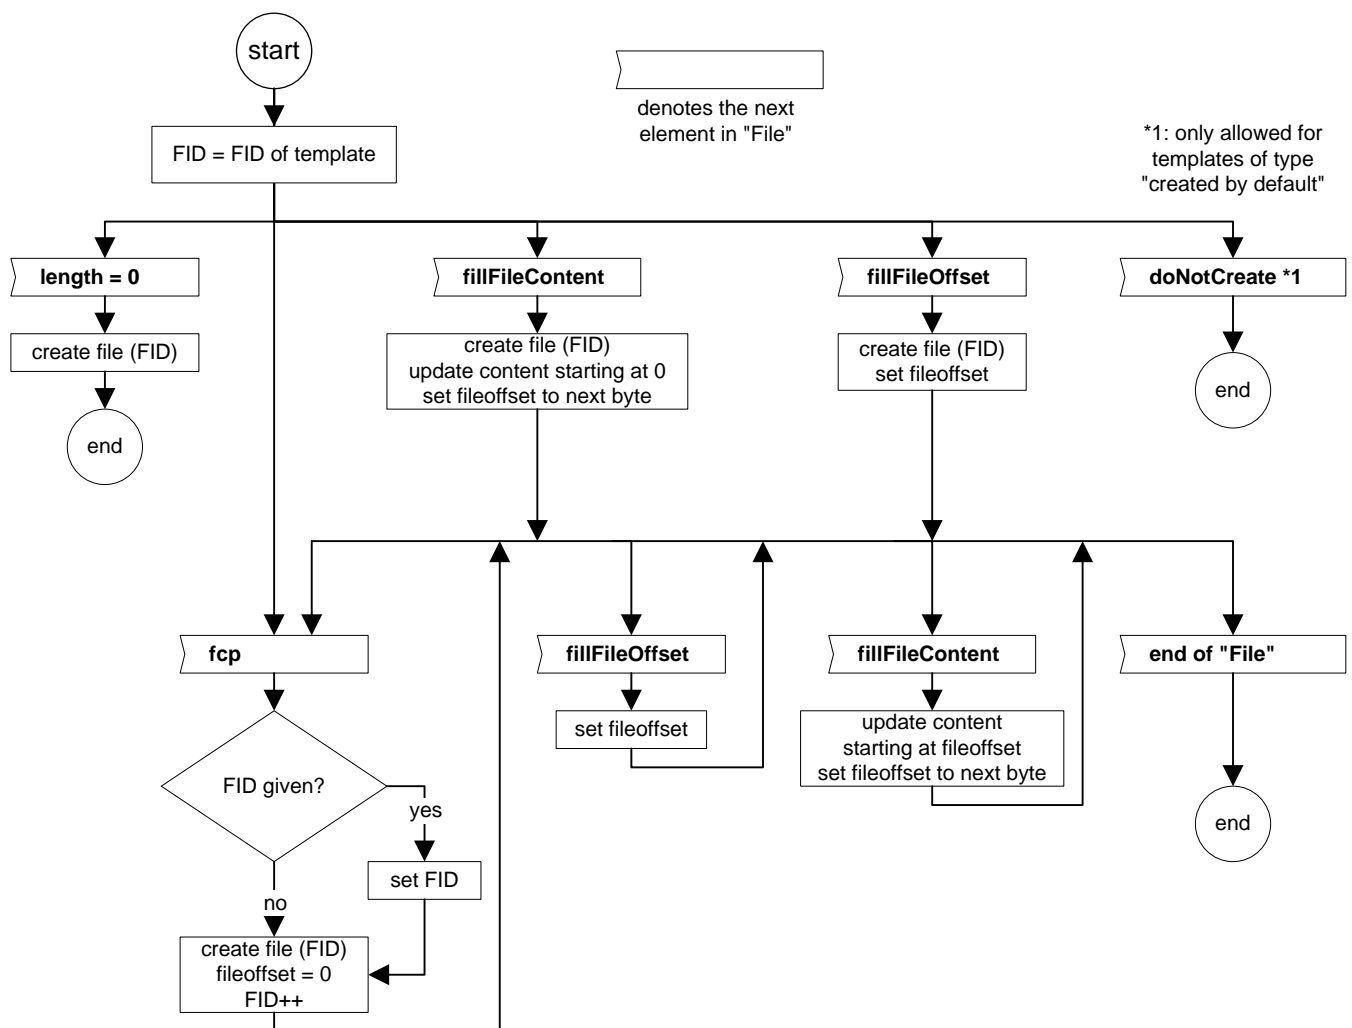 start
denotes the next
element in "File"
*1: only allowed for
templates of type
"created by default"
FID = FID of template
length = 0
fillFileContent
fillFileOffset
doNotCreate *1
create file (FID)
create file (FID)
update content starting at 0
set fileoffset to next byte
create file (FID)
set fileoffset
end
end
fcp
fillFileOffset
fillFileContent
end of "File"
set fileoffset
update content
starting at fileoffset
set fileoffset to next byte
FID given?
yes
end
set FID
no
create file (FID)
fileoffset = 0
FID++